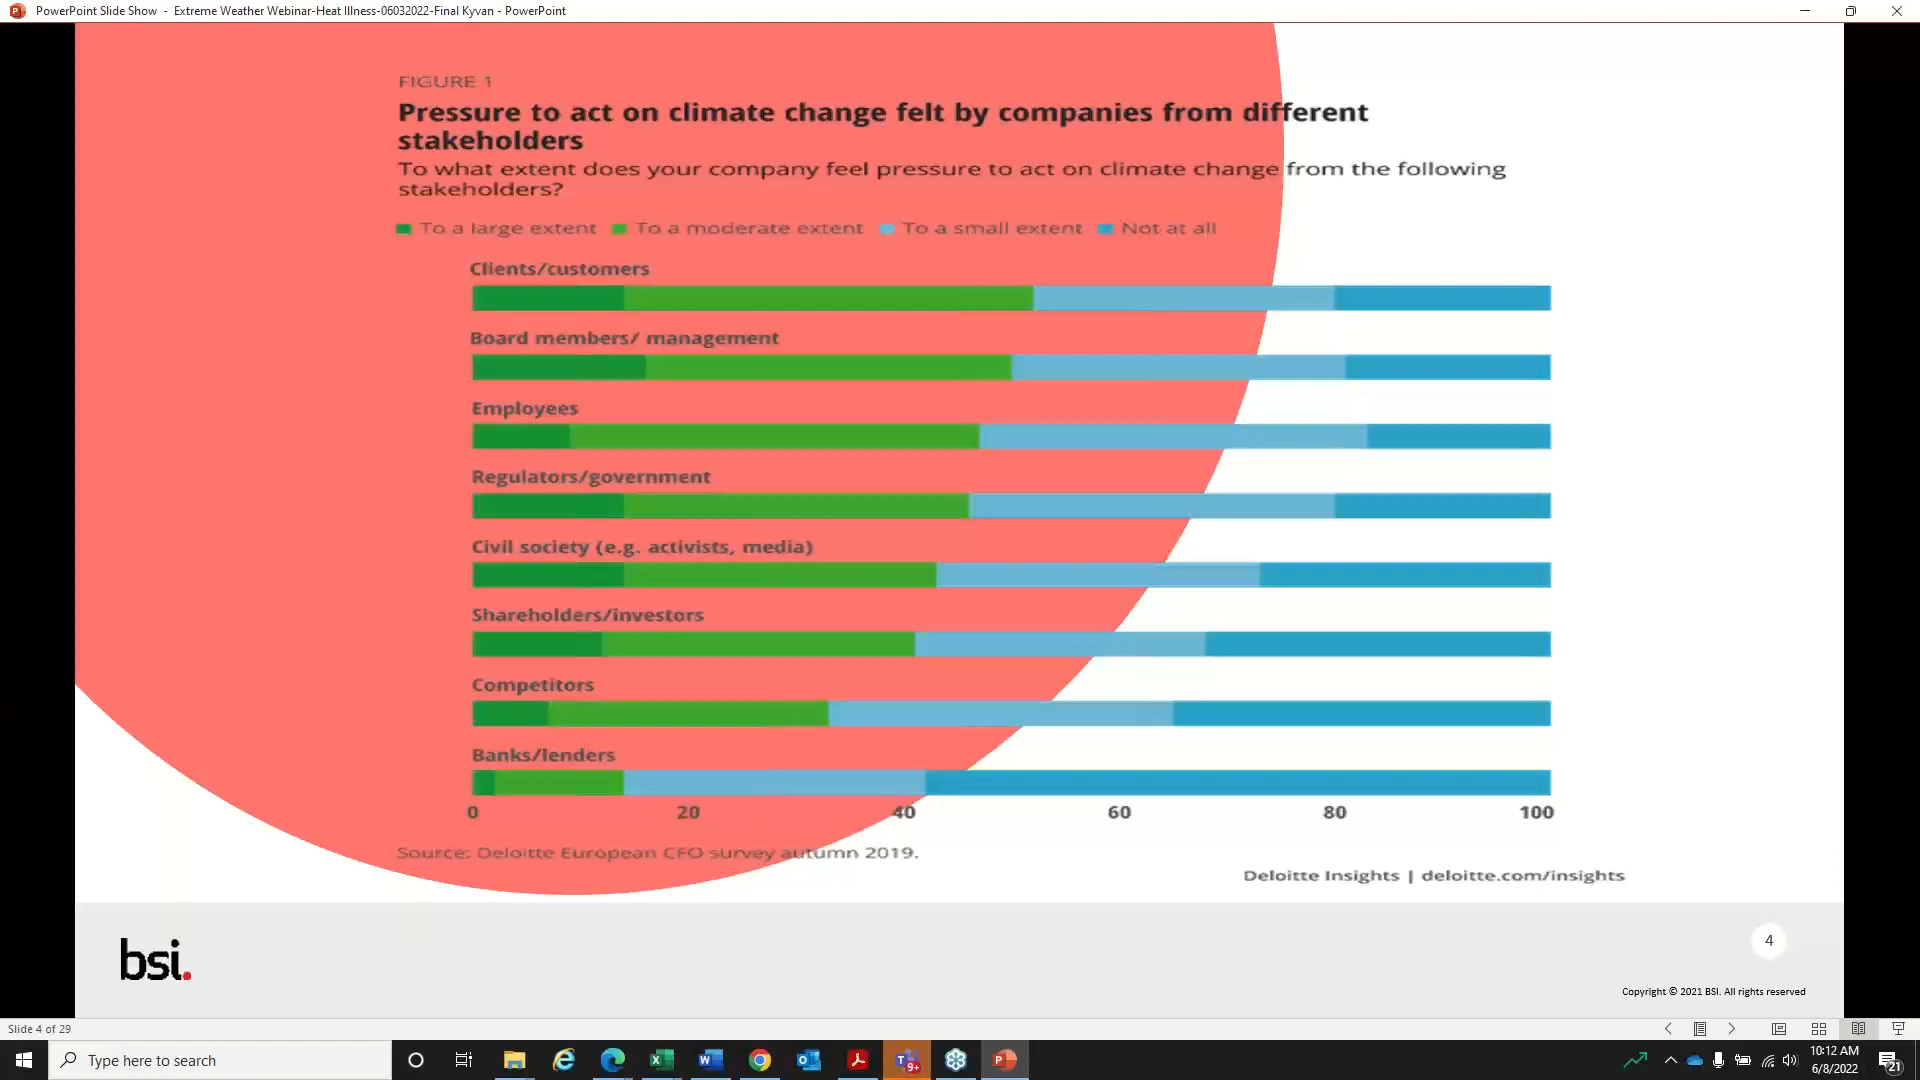 PowerPoint Slide Show - Extreme Weather Webinar-Heat Illness-06032022-Final Kyvan - PowerPoint
FIGURE 1
Pressure to act on climate change felt by companies from different
stakeholders
To what extent does your company feel pressure to act on climate change from the following
stakeholders?
To a large extent To a moderate extent To a small extent Not at all
Clients/customers
Board members/ management
Employees
Regulators/government
Civil society (e.g. activists, media)
Shareholders/investors
Competitors
Banks/lenders
0 20 40 60 80 100
Source: Deloitte European CFO survey autumn 2019.
Deloitte Insights | deloitte.com/insights
bsi.
4
Copyright © 2021 BSI. All rights reserved
Slide 4 of 29
Type here to search
9+
10:12 AM
6/8/2022
21